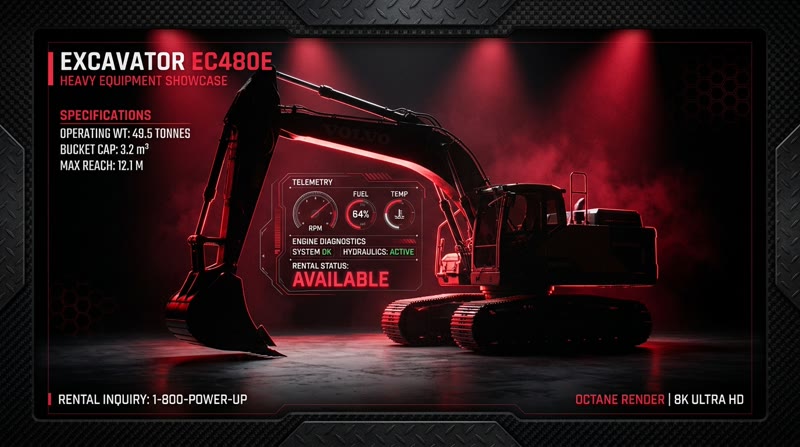 EXCAVATOR EC480E
HEAVY EQUIPMENT SHOWCASE
SPECIFICATIONS
OPERATING WT: 49.5 TONNES
BUCKET CAP: 3.2 m³
MAX REACH: 12.1 M
VOLVO
TELEMETRY
FUEL
TEMP
64%
RPM
ENGINE DIAGNOSTICS
SYSTEM OK HYDRAULICS: ACTIVE
RENTAL STATUS:
AVAILABLE
RENTAL INQUIRY: 1-800-POWER-UP
OCTANE RENDER | 8K ULTRA HD